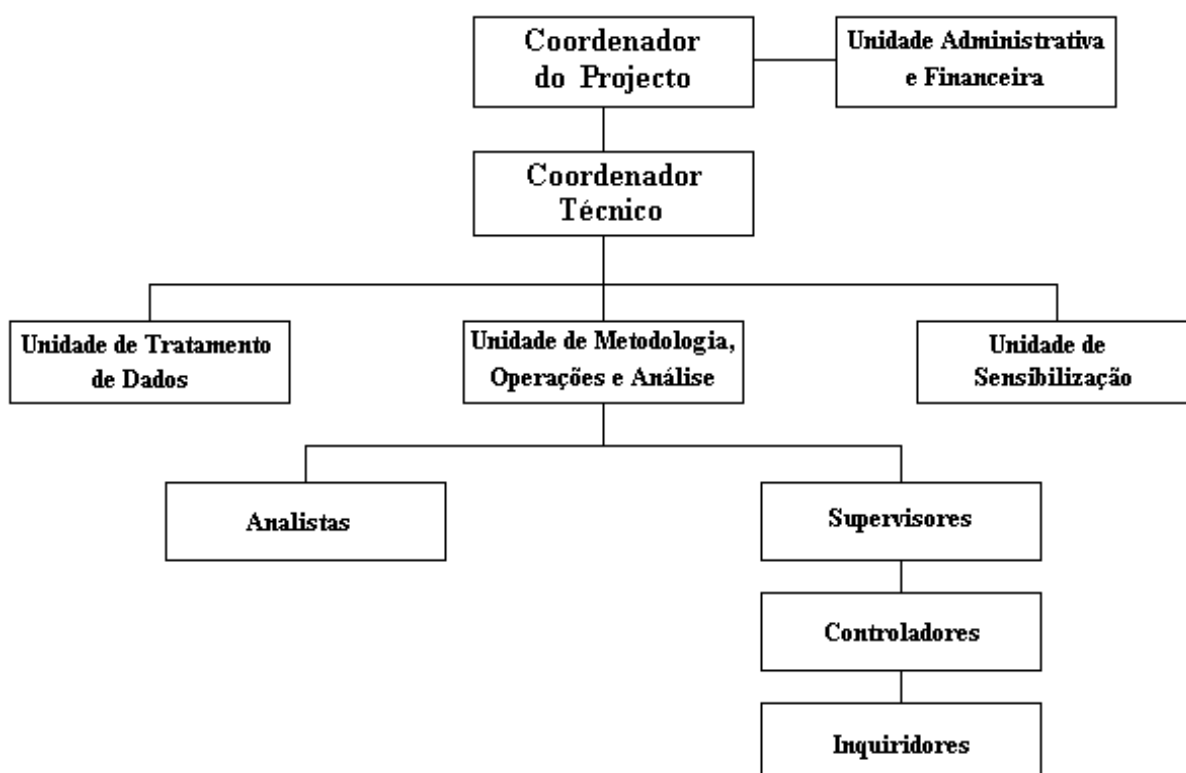 Coordenador
do Projecto
Unidade Administrativa
e Financeira
Coordenador
Técnico
Unidade de Tratamento
de Dados
Unidade de Metodologia,
Operações e Análise
Unidade de
Sensibilização
Analistas
Supervisores
Controladores
Inquiridores